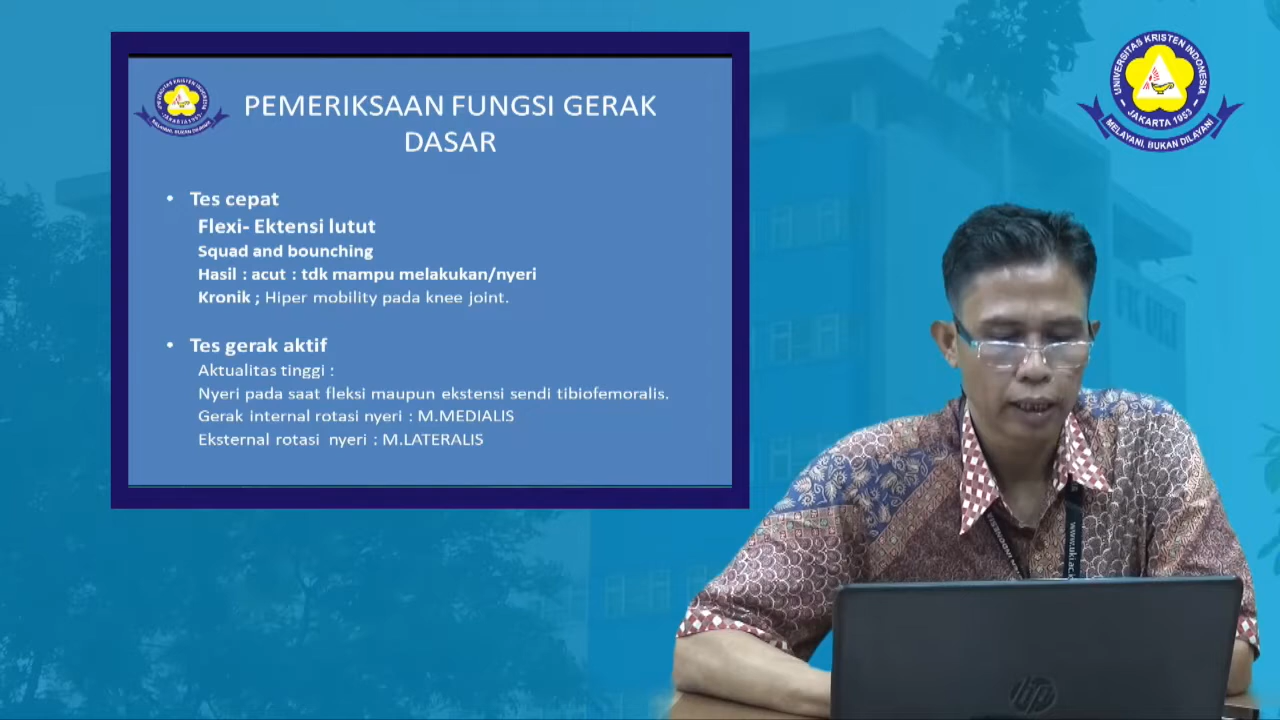 PEMERIKSAAN FUNGSI GERAK
DASAR
• Tes cepat
Flexi- Ektensi lutut
Squad and bounching
Hasil : acut : tdk mampu melakukan/nyeri
Kronik ; Hiper mobility pada knee joint.
• Tes gerak aktif
Aktualitas tinggi :
Nyeri pada saat fleksi maupun ekstensi sendi tibiofemoralis.
Gerak internal rotasi nyeri : M.MEDIALIS
Eksternal rotasi nyeri : M.LATERALIS
UNIVERSITAS KRISTEN INDONESIA
- JAKARTA 1953 -
MELAYANI, BUKAN DILAYANI
hp